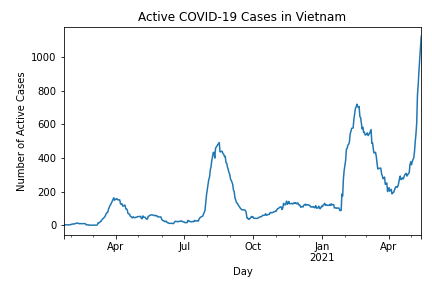 Active COVID-19 Cases in Vietnam
Number of Active Cases
1000
800
600
400
200
0
Apr
Jul
Oct
Jan
2021
Apr
Day